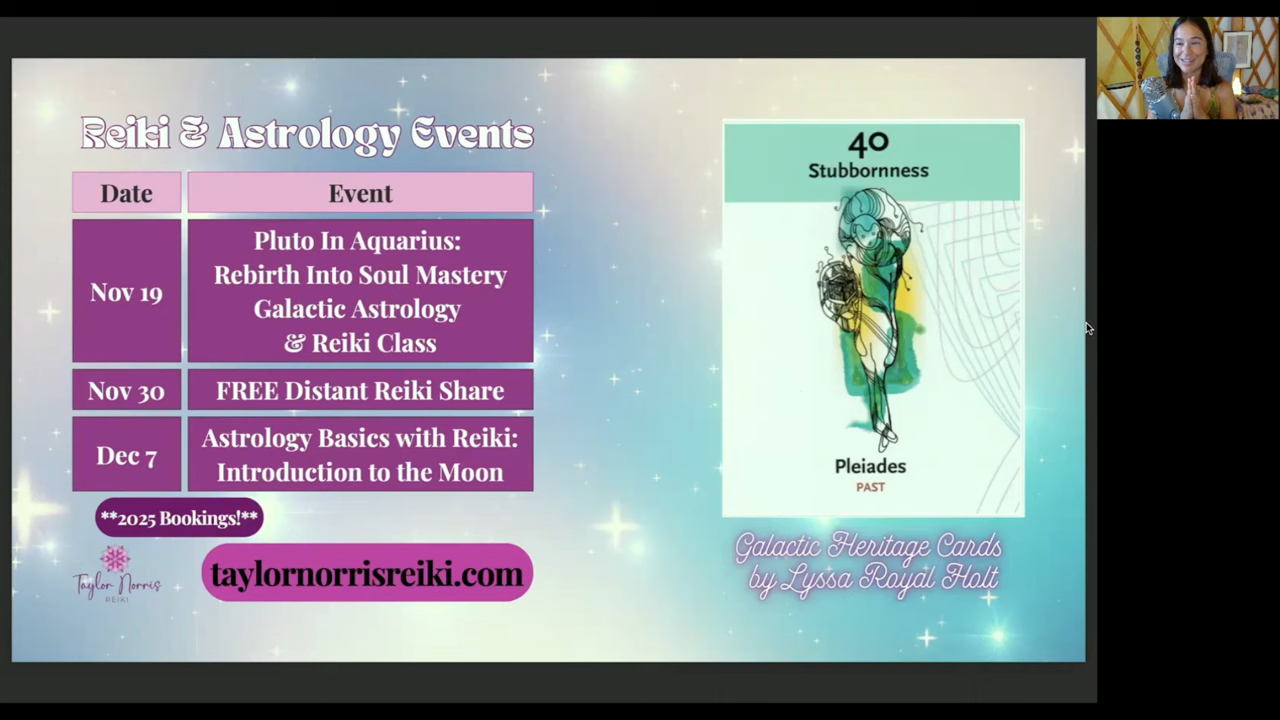 Reiki & Astrology Events
Date
Event
Nov 19
Pluto In Aquarius:
Rebirth Into Soul Mastery
Galactic Astrology
& Reiki Class
Nov 30
FREE Distant Reiki Share
Dec 7
Astrology Basics with Reiki:
Introduction to the Moon
**2025 Bookings!**
Taylor Norris
REIKI
taylornorrisreiki.com
40
Stubbornness
Pleiades
PAST
Galactic Heritage Cards
by Lyssa Royal Holt